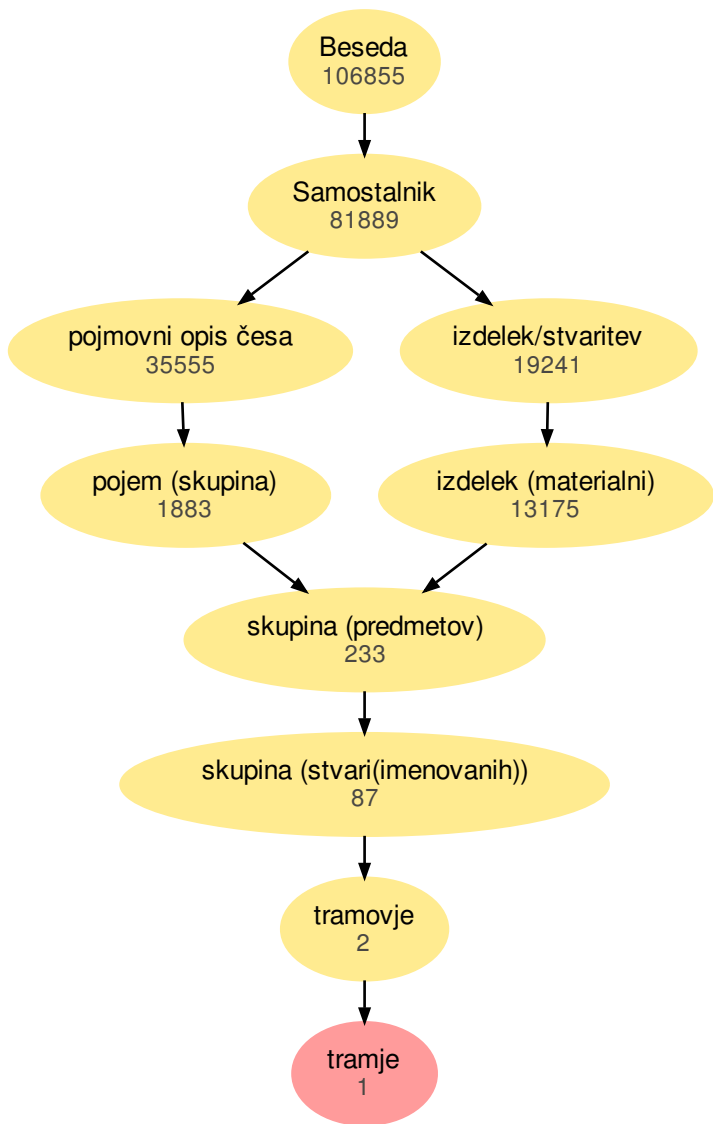 Beseda
106855
Samostalnik
81889
pojmovni opis česa
35555
izdelek/stvaritev
19241
pojem (skupina)
1883
izdelek (materialni)
13175
skupina (predmetov)
233
skupina (stvari(imenovanih))
87
tramovje
2
tramje
1